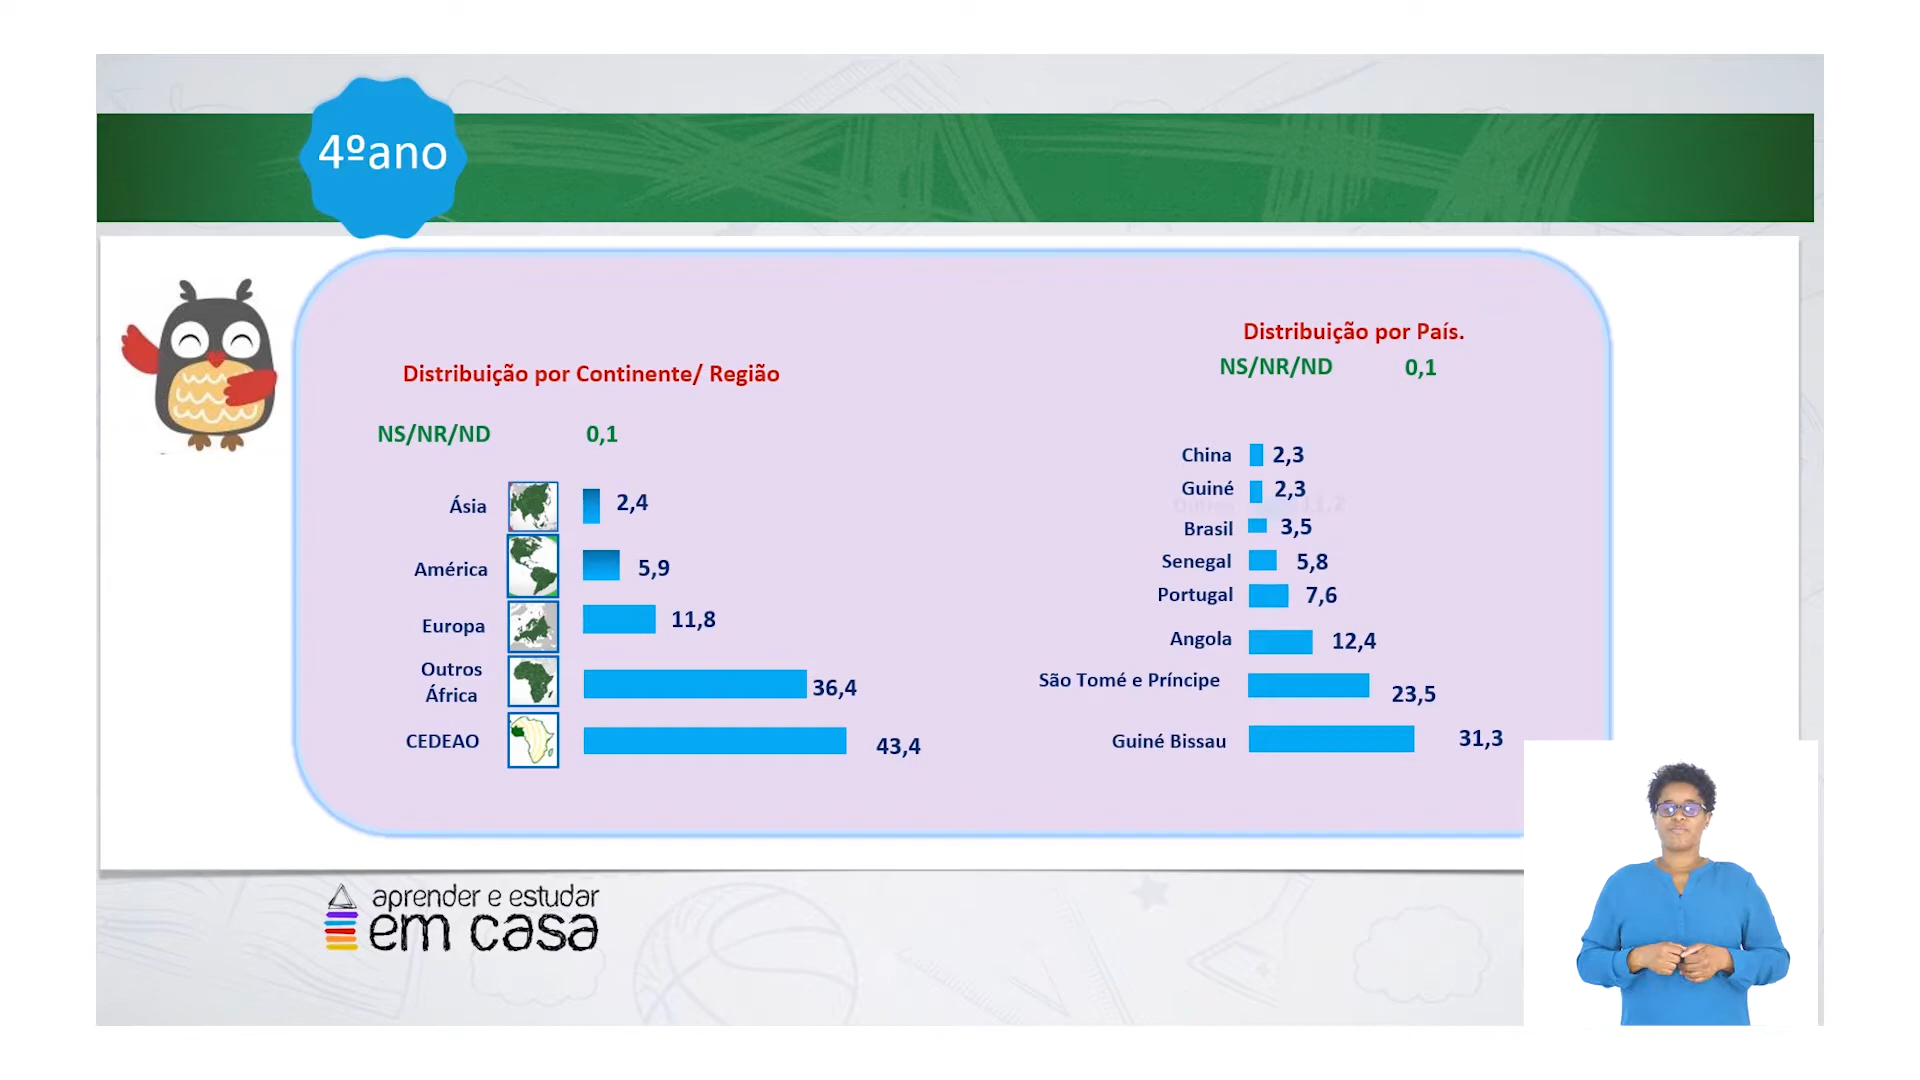 4ºano
Distribuição por Continente/ Região
NS/NR/ND 0,1
Ásia 2,4
América 5,9
Europa 11,8
Outros
África 36,4
CEDEAO 43,4
Distribuição por País.
NS/NR/ND 0,1
China 2,3
Guiné 2,3
Brasil 3,5
Senegal 5,8
Portugal 7,6
Angola 12,4
São Tomé e Príncipe 23,5
Guiné Bissau 31,3
aprender e estudar
em casa